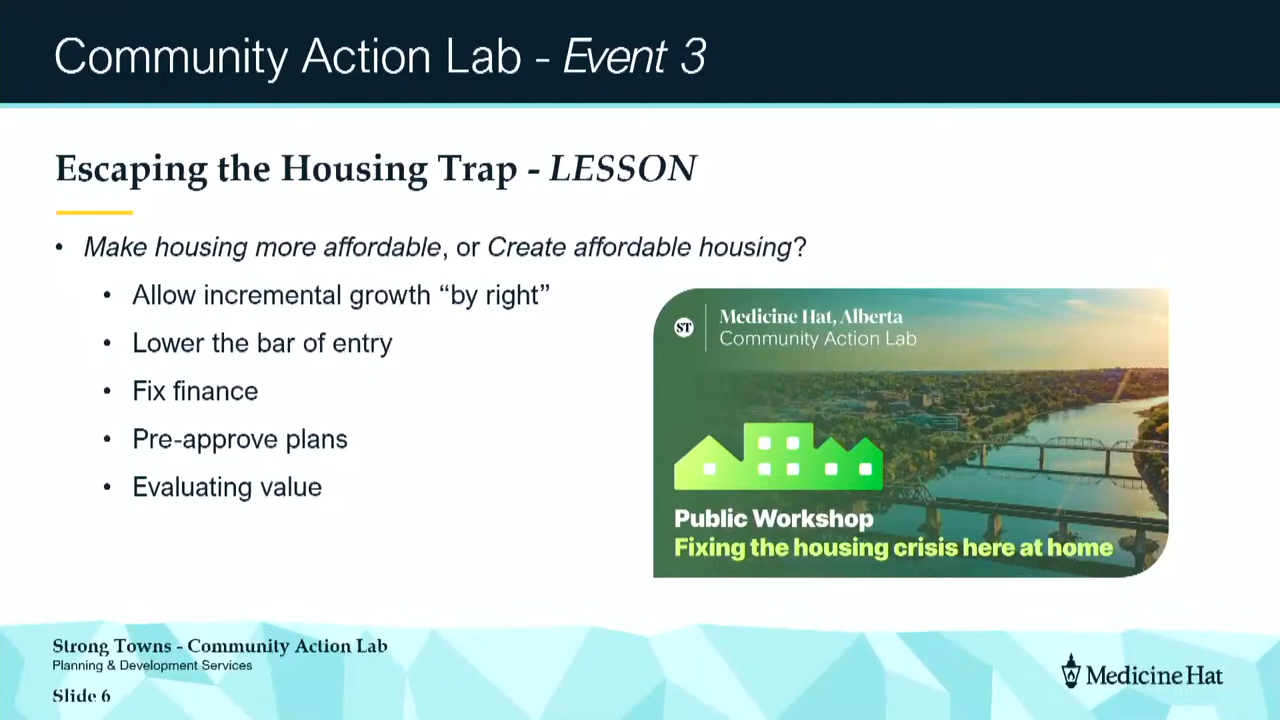 Community Action Lab - Event 3
Escaping the Housing Trap - LESSON
• Make housing more affordable, or Create affordable housing?
• Allow incremental growth “by right”
• Lower the bar of entry
• Fix finance
• Pre-approve plans
• Evaluating value
ST
Medicine Hat, Alberta
Community Action Lab
Public Workshop
Fixing the housing crisis here at home
Strong Towns - Community Action Lab
Planning & Development Services
Slide 6
Medicine Hat